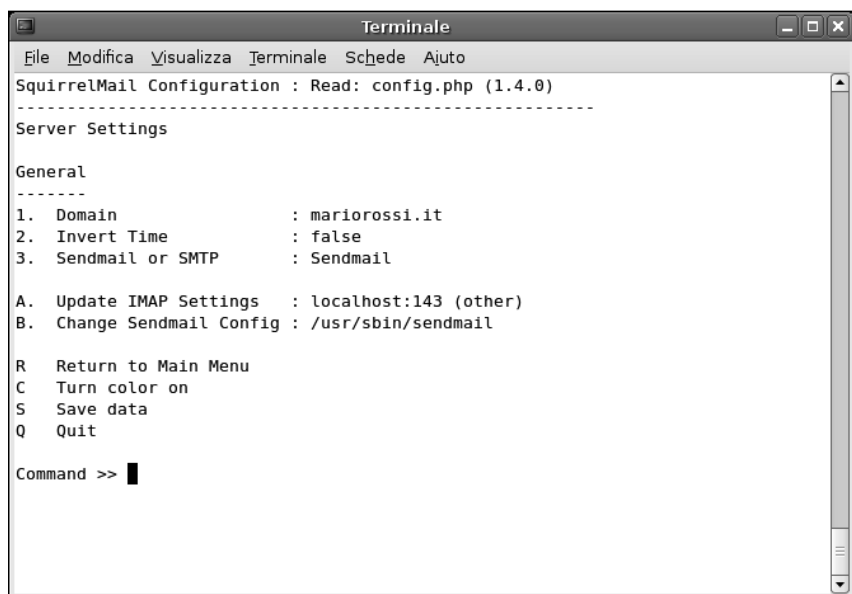 Terminale
File Modifica Visualizza Terminale Schede Aiuto
SquirrelMail Configuration : Read: config.php (1.4.0)
---------------------------------------------------------
Server Settings

General
-------
1.  Domain                 : mariorossi.it
2.  Invert Time            : false
3.  Sendmail or SMTP       : Sendmail

A.  Update IMAP Settings   : localhost:143 (other)
B.  Change Sendmail Config : /usr/sbin/sendmail

R   Return to Main Menu
C   Turn color on
S   Save data
Q   Quit

Command >>